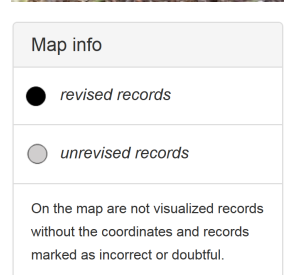 Map info
revised records
unrevised records
On the map are not visualized records
without the coordinates and records
marked as incorrect or doubtful.